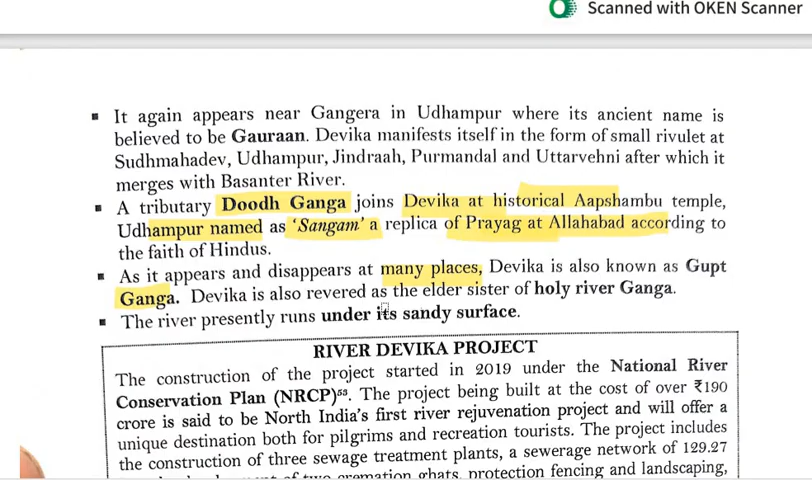 Scanned with OKEN Scanner
▪ It again appears near Gangera in Udhampur where its ancient name is
believed to be Gauraan. Devika manifests itself in the form of small rivulet at
Sudhmahadev, Udhampur, Jindraah, Purmandal and Uttarvehni after which it
merges with Basanter River.
▪ A tributary Doodh Ganga joins Devika at historical Aapshambu temple,
Udhampur named as ‘Sangam’ a replica of Prayag at Allahabad according to
the faith of Hindus.
▪ As it appears and disappears at many places, Devika is also known as Gupt
Ganga. Devika is also revered as the elder sister of holy river Ganga.
▪ The river presently runs under its sandy surface.
RIVER DEVIKA PROJECT
The construction of the project started in 2019 under the National River
Conservation Plan (NRCP)⁵³. The project being built at the cost of over ₹190
crore is said to be North India's first river rejuvenation project and will offer a
unique destination both for pilgrims and recreation tourists. The project includes
the construction of three sewage treatment plants, a sewerage network of 129.27
of two cremation ghats, protection fencing and landscaping,